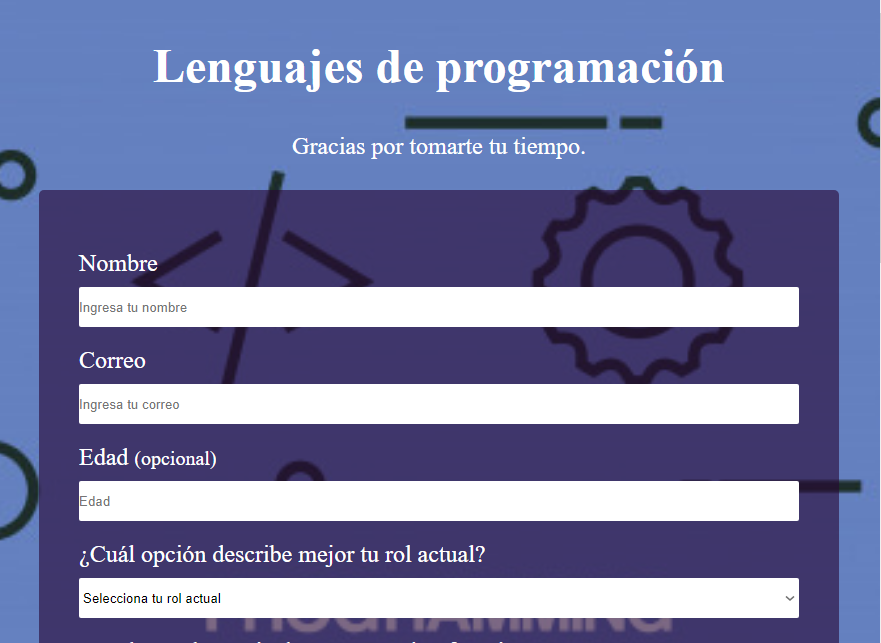 Lenguajes de programación
Gracias por tomarte tu tiempo.
Nombre
Ingresa tu nombre
Correo
Ingresa tu correo
Edad (opcional)
Edad
¿Cuál opción describe mejor tu rol actual?
Selecciona tu rol actual
PROGRAMMING